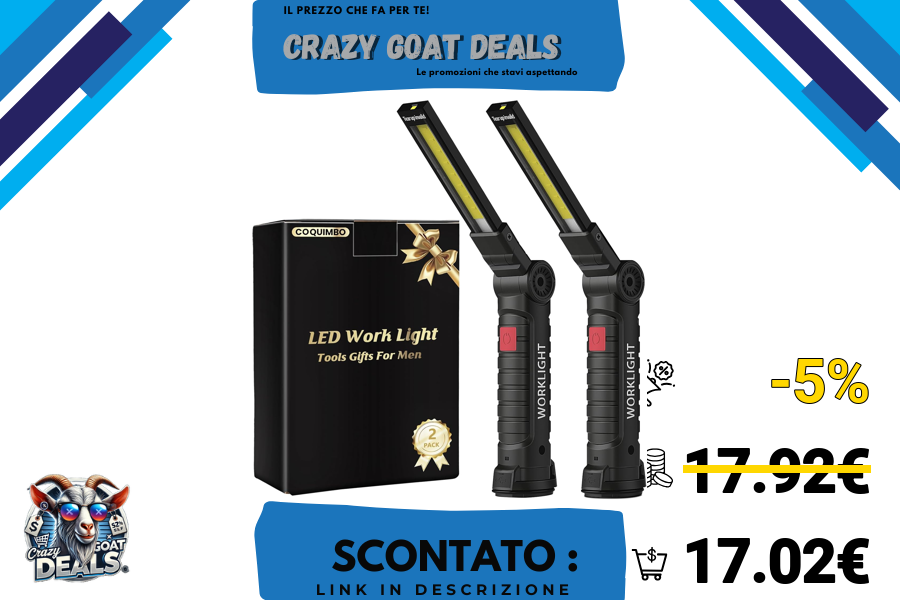 IL PREZZO CHE FA PER TE!
CRAZY GOAT DEALS
Le promozioni che stavi aspettando
COQUIMBO
LED Work Light
Tools Gifts For Men
2
PACK
WORKLIGHT
WORKLIGHT
-5%
17.92€
SCONTATO :
17.02€
LINK IN DESCRIZIONE
$
Crazy
GOAT
DEALS